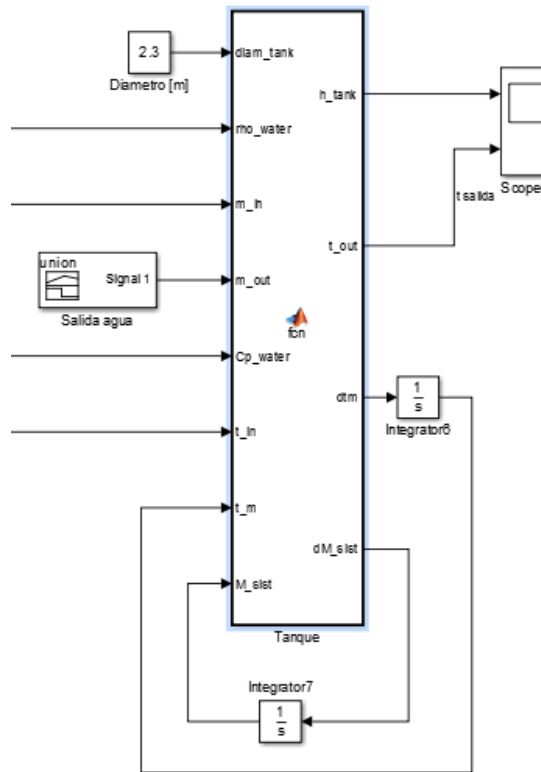 2.3
Diametro [m]
diam_tank
rho_water
m_in
union
Signal 1
Salida agua
m_out
fcn
Cp_water
t_in
t_m
M_sist
h_tank
t_out
t salida
Scope
dtm
1
s
Integrator6
dM_sist
Tanque
Integrator7
1
s